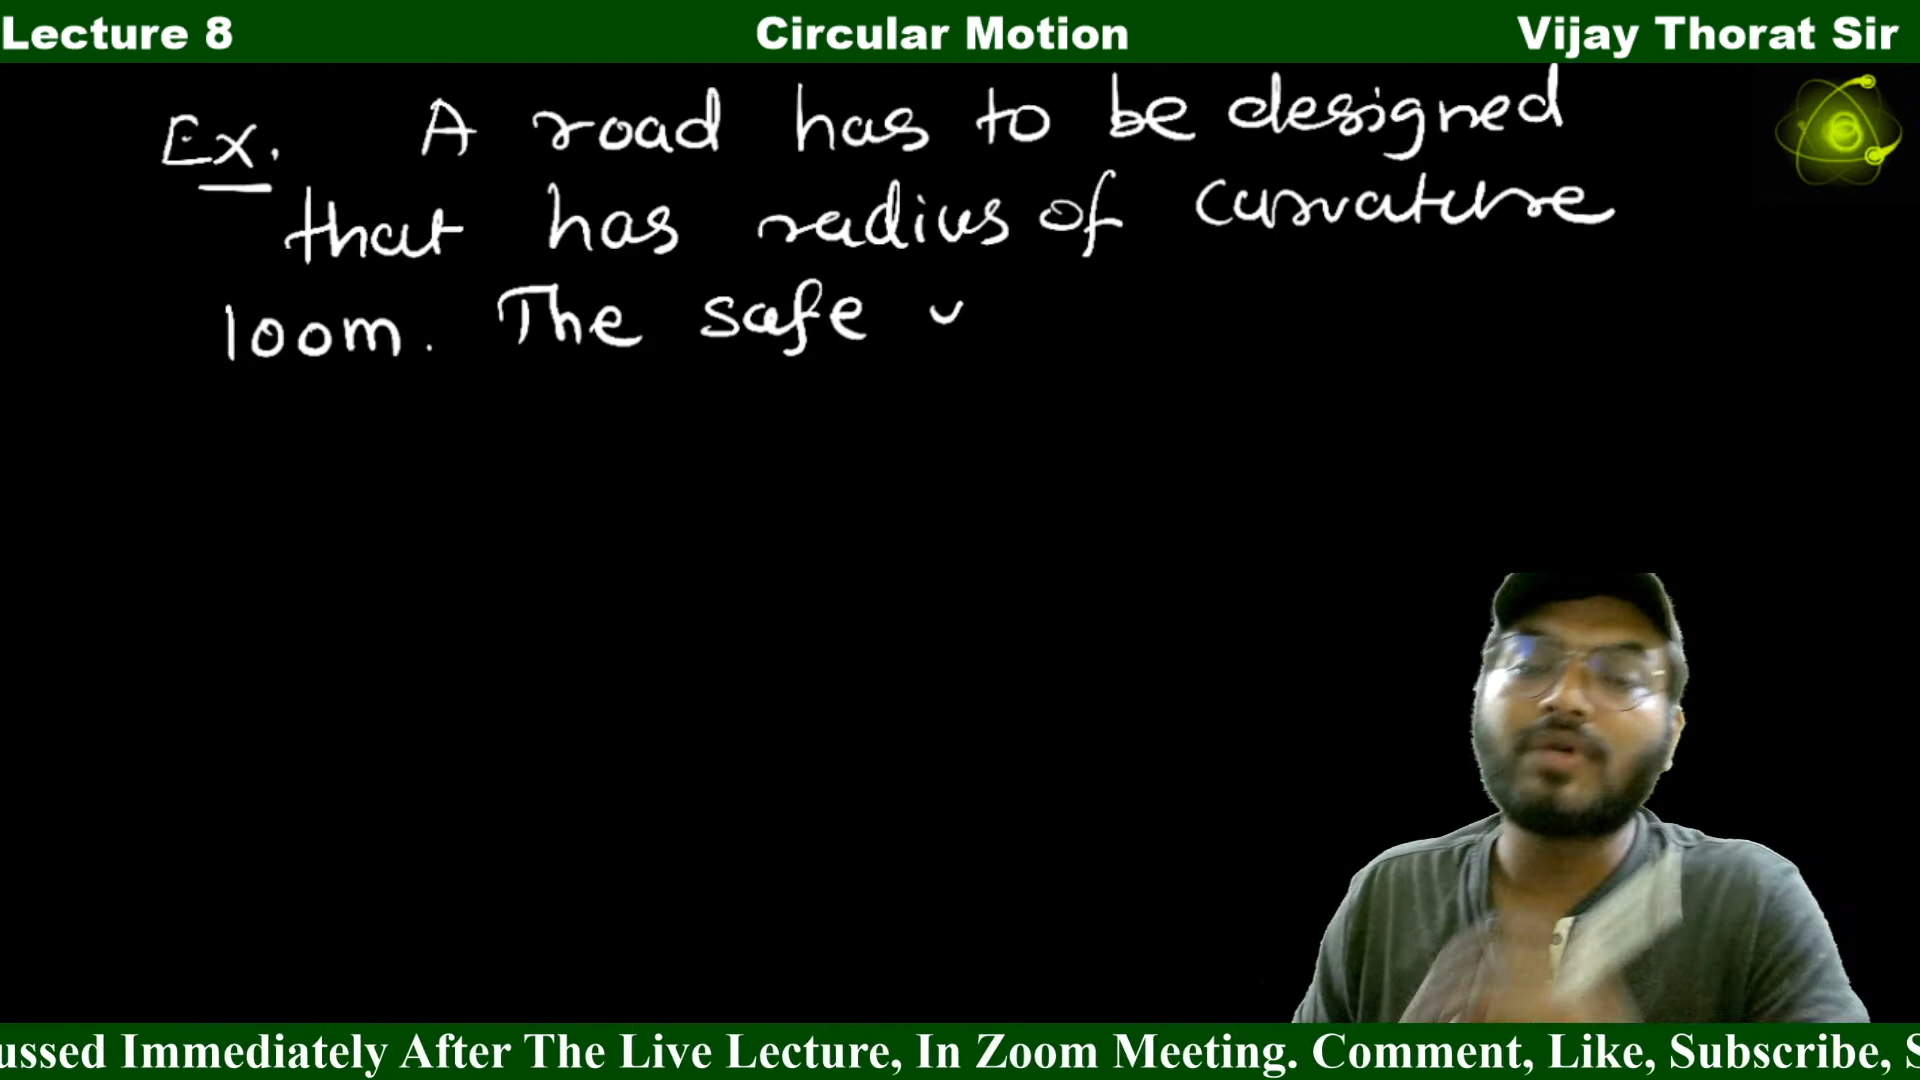 Lecture 8 Circular Motion Vijay Thorat Sir
Ex. A road has to be designed
that has radius of curvature
100m. The safe v
ussed Immediately After The Live Lecture, In Zoom Meeting. Comment, Like, Subscribe, S